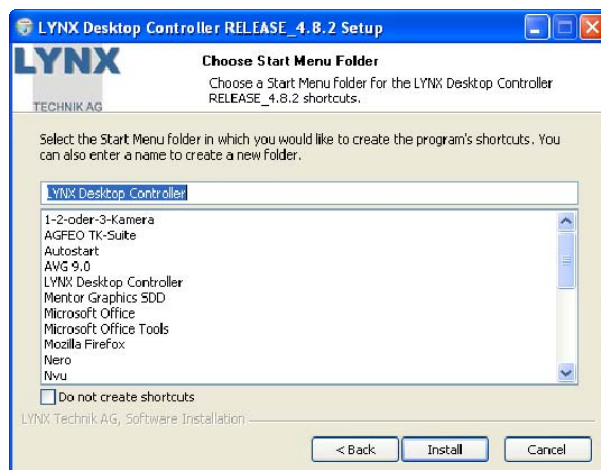 LYNX Desktop Controller RELEASE_4.8.2 Setup
LYNX
TECHNIK AG
Choose Start Menu Folder
Choose a Start Menu folder for the LYNX Desktop Controller
RELEASE_4.8.2 shortcuts.
Select the Start Menu folder in which you would like to create the program's shortcuts. You
can also enter a name to create a new folder.
LYNX Desktop Controller
1-2-oder-3-Kamera
AGFEO TK-Suite
Autostart
AVG 9.0
LYNX Desktop Controller
Mentor Graphics SDD
Microsoft Office
Microsoft Office Tools
Mozilla Firefox
Nero
Nvu
Do not create shortcuts
LYNX Technik AG, Software Installation
< Back
Install
Cancel